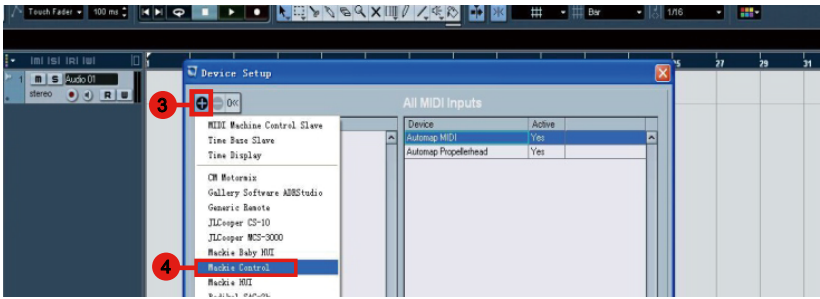 Touch Fader 100 ms Bar 1/16
27 29 31
1 m S Audio 01
stereo R W
Device Setup
3
All MIDI Inputs
MIDI Machine Control Slave
Time Base Slave
Time Display
CM Motormix
Gallery Software ADRStudio
Generic Remote
JLCooper CS-10
JLCooper MCS-3000
Mackie Baby HUI
4 Mackie Control
Mackie HUI
Device Active
Automap MIDI Yes
Automap Propellerhead Yes